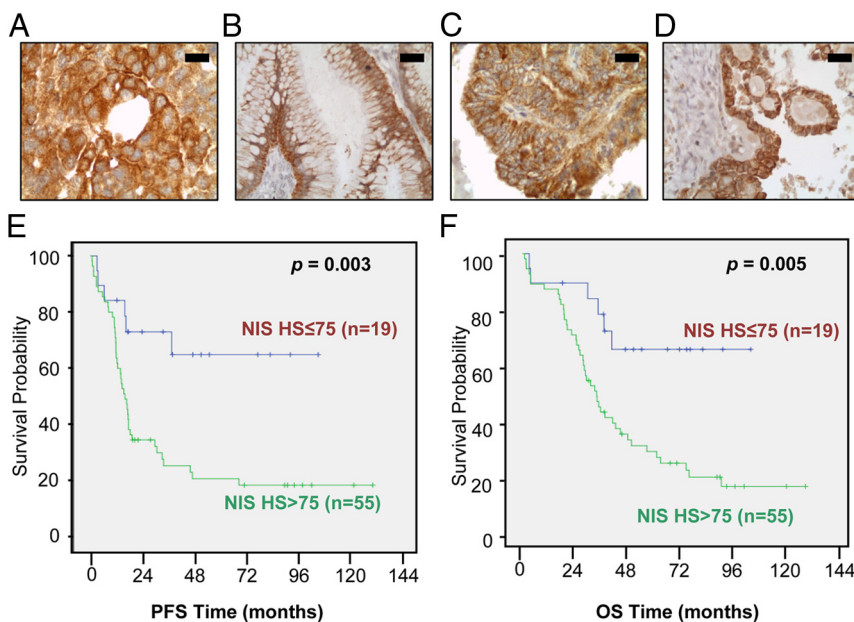 A B C D
E
100
80
60
40
20
0
Survival Probability
p = 0.003
NIS HS≤75 (n=19)
NIS HS>75 (n=55)
0 24 48 72 96 120 144
PFS Time (months)
F
100
80
60
40
20
0
Survival Probability
p = 0.005
NIS HS≤75 (n=19)
NIS HS>75 (n=55)
0 24 48 72 96 120 144
OS Time (months)